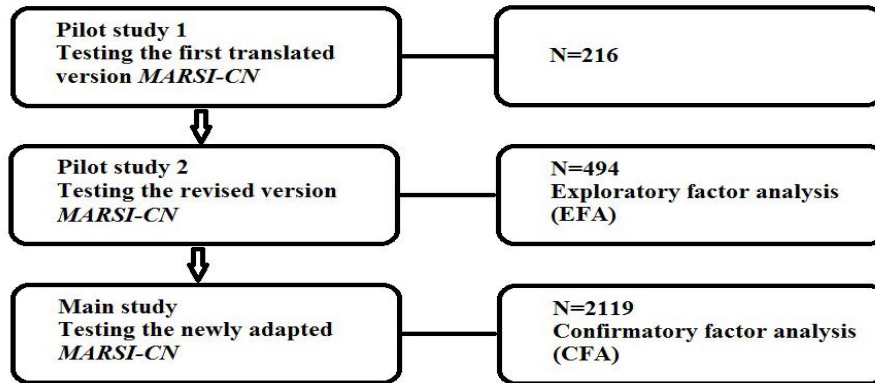 Pilot study 1
Testing the first translated
version MARSI-CN
N=216
Pilot study 2
Testing the revised version
MARSI-CN
N=494
Exploratory factor analysis
(EFA)
Main study
Testing the newly adapted
MARSI-CN
N=2119
Confirmatory factor analysis
(CFA)